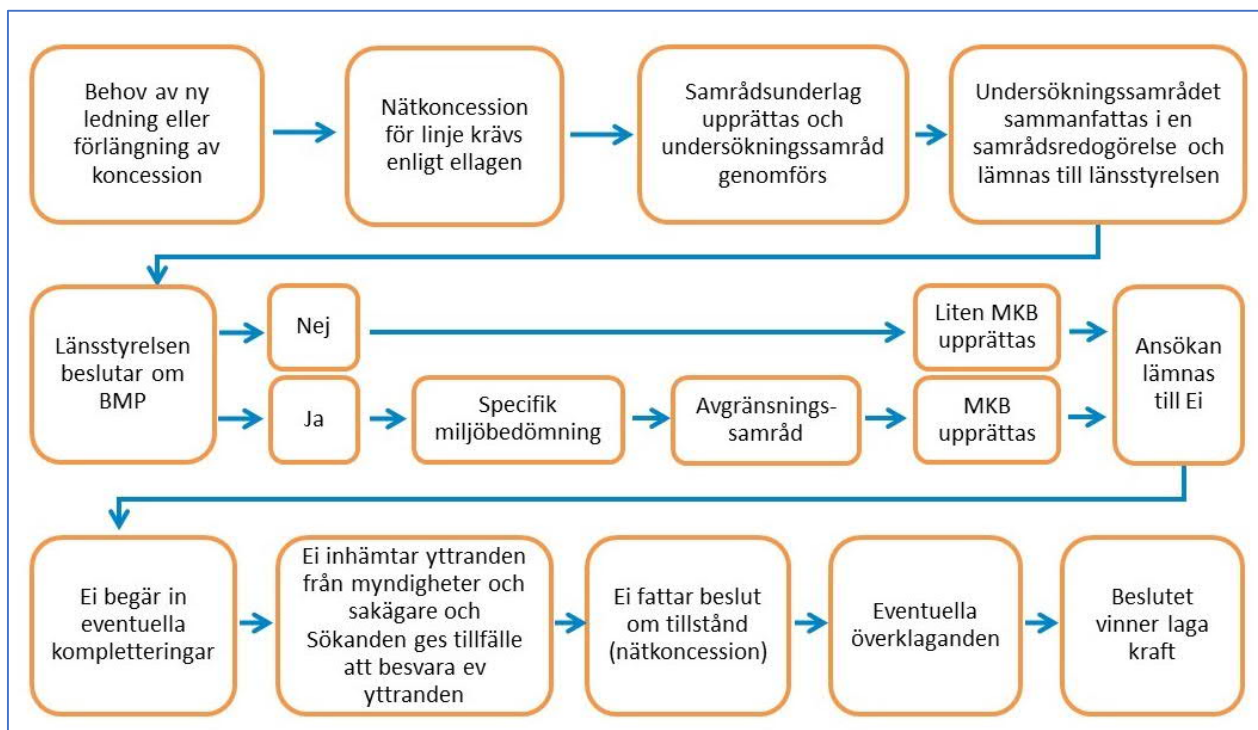 Behov av ny
ledning eller
förlängning av
koncession
Nätkoncession
för linje krävs
enligt ellagen
Samrådsunderlag
upprättas och
undersökningssamråd
genomförs
Undersökningssamrådet
sammanfattas i en
samrådsredogörelse och
lämnas till länsstyrelsen
Länsstyrelsen
beslutar om
BMP
Nej
Liten MKB
upprättas
Ja
Specifik
miljöbedömning
Avgränsnings-
samråd
MKB
upprättas
Ansökan
lämnas
till Ei
Ei begär in
eventuella
kompletteringar
Ei inhämtar yttranden
från myndigheter och
sakägare och
Sökanden ges tillfälle
att besvara ev
yttranden
Ei fattar beslut
om tillstånd
(nätkoncession)
Eventuella
överklaganden
Beslutet
vinner laga
kraft